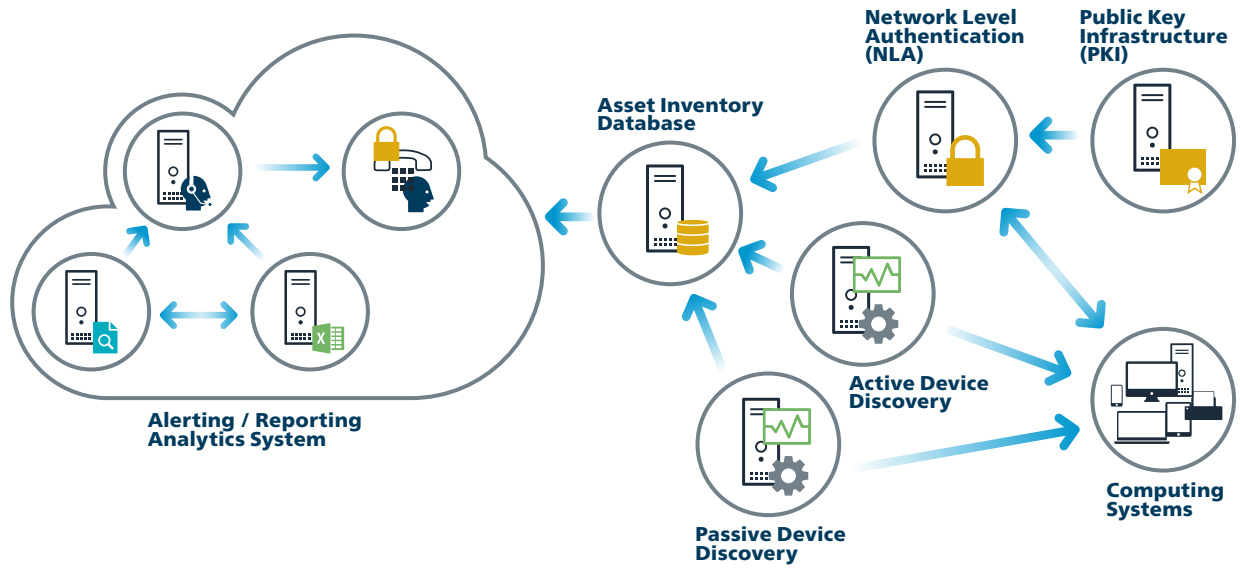 Network Level
Authentication
(NLA)
Public Key
Infrastructure
(PKI)
Asset Inventory
Database
X
Alerting / Reporting
Analytics System
Active Device
Discovery
Passive Device
Discovery
Computing
Systems